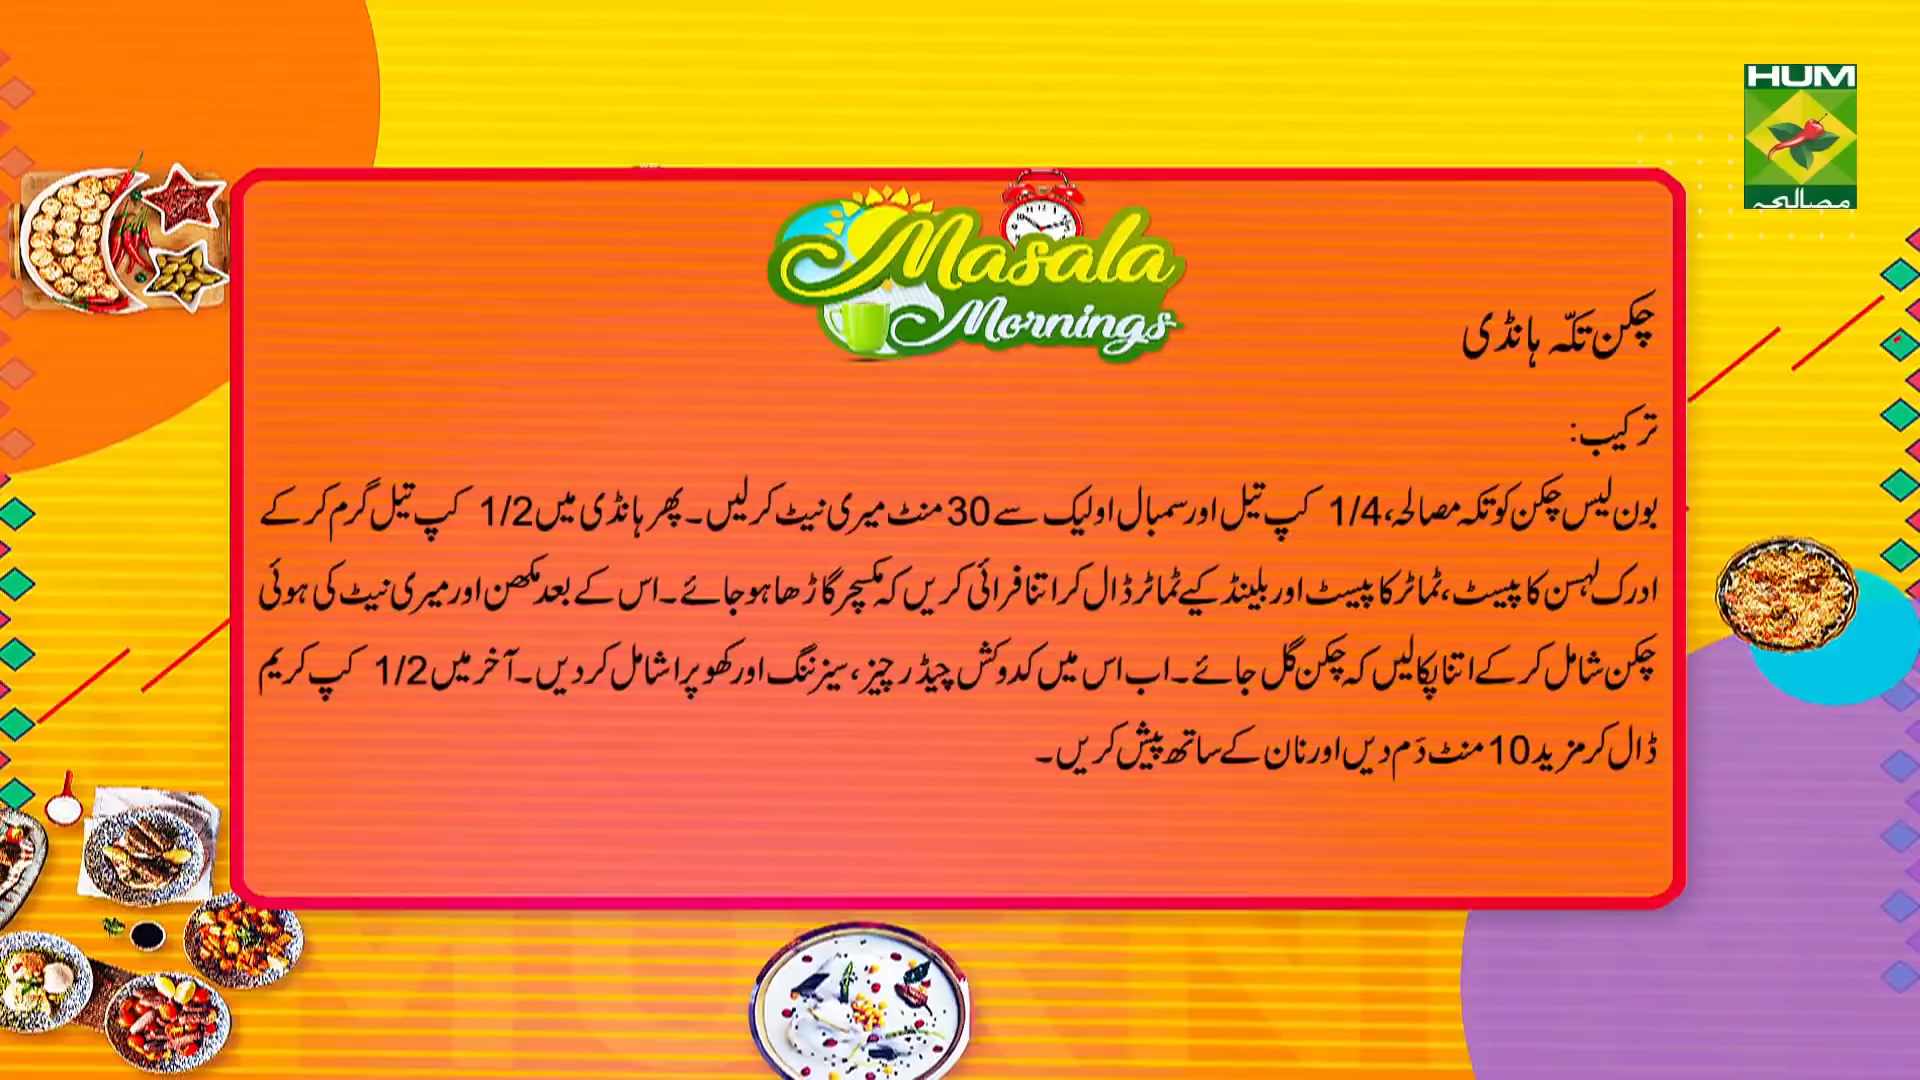 HUM
مصالحہ
Masala
Mornings
چکن تکّہ ہانڈی
ترکیب:
بون لیس چکن کو تکہ مصالحہ، 1/4 کپ تیل اور سمبال اولیک سے 30 منٹ میری نیٹ کر لیں۔ پھر ہانڈی میں 1/2 کپ تیل گرم کر کے
ادرک لہسن کا پیسٹ، ٹماٹر کا پیسٹ اور بلینڈ کیے ٹماٹر ڈال کر اتنا فرائی کریں کہ مکسچر گاڑھا ہو جائے۔ اس کے بعد مکھن اور میری نیٹ کی ہوئی
چکن شامل کر کے اتنا پکا لیں کہ چکن گل جائے۔ اب اس میں کدوکش چیڈر چیز، سیزننگ اور کھوپرا شامل کر دیں۔ آخر میں 1/2 کپ کریم
ڈال کر مزید 10 منٹ دَم دیں اور نان کے ساتھ پیش کریں۔